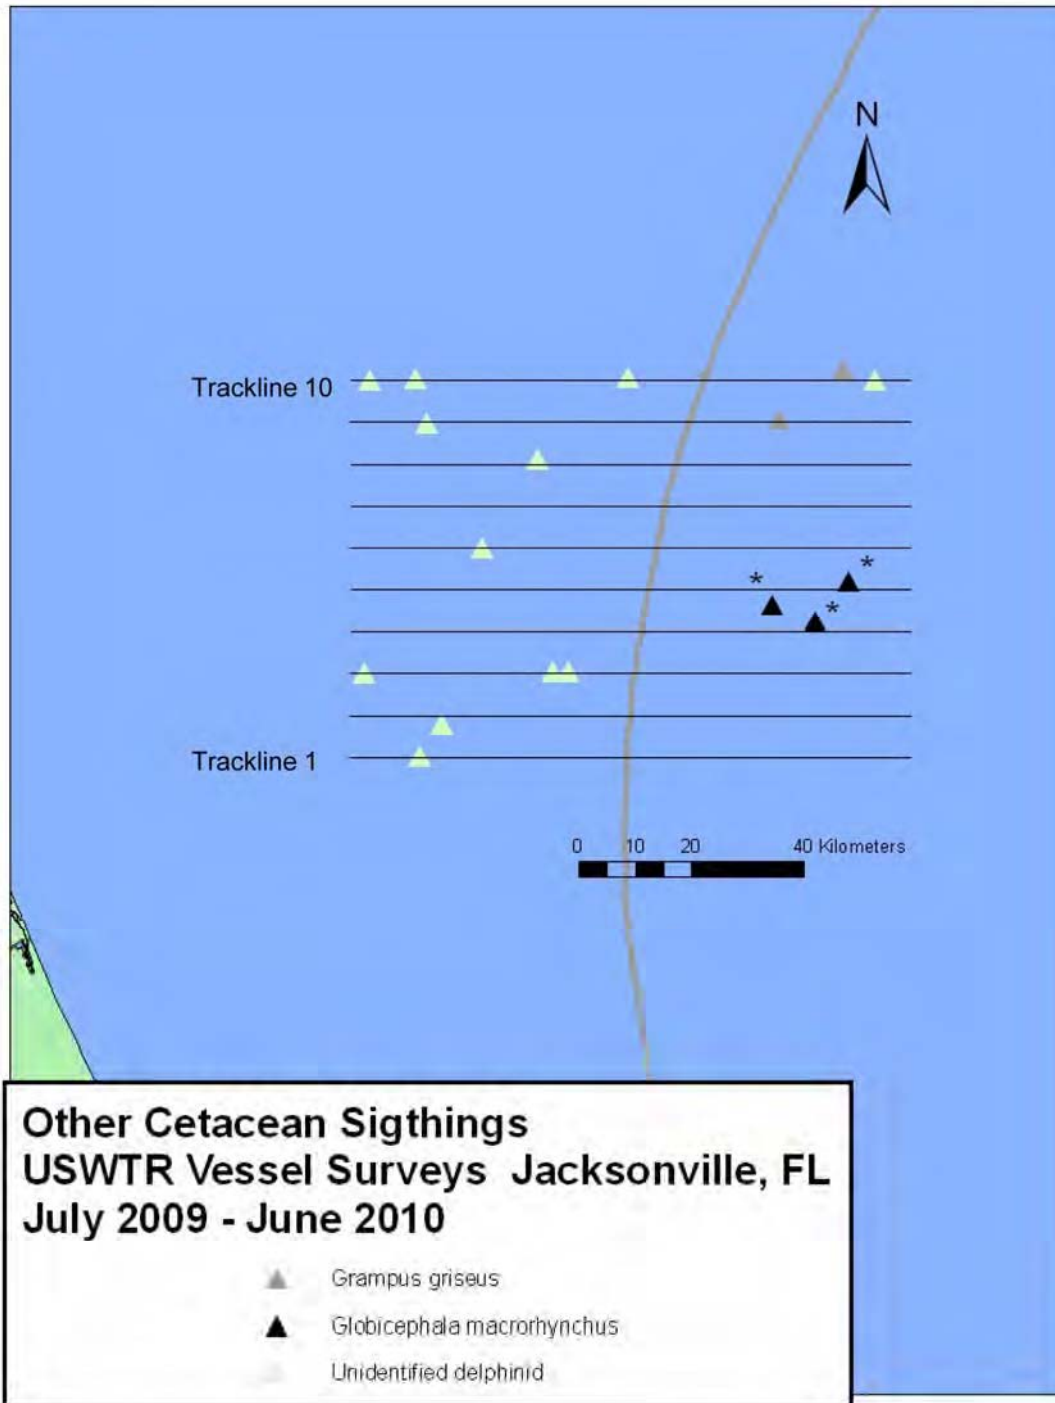 N
Trackline 10
*
*
*
Trackline 1
0 10 20 40 Kilometers
Other Cetacean Sigthings
USWTR Vessel Surveys Jacksonville, FL
July 2009 - June 2010
Grampus griseus
Globicephala macrorhynchus
Unidentified delphinid